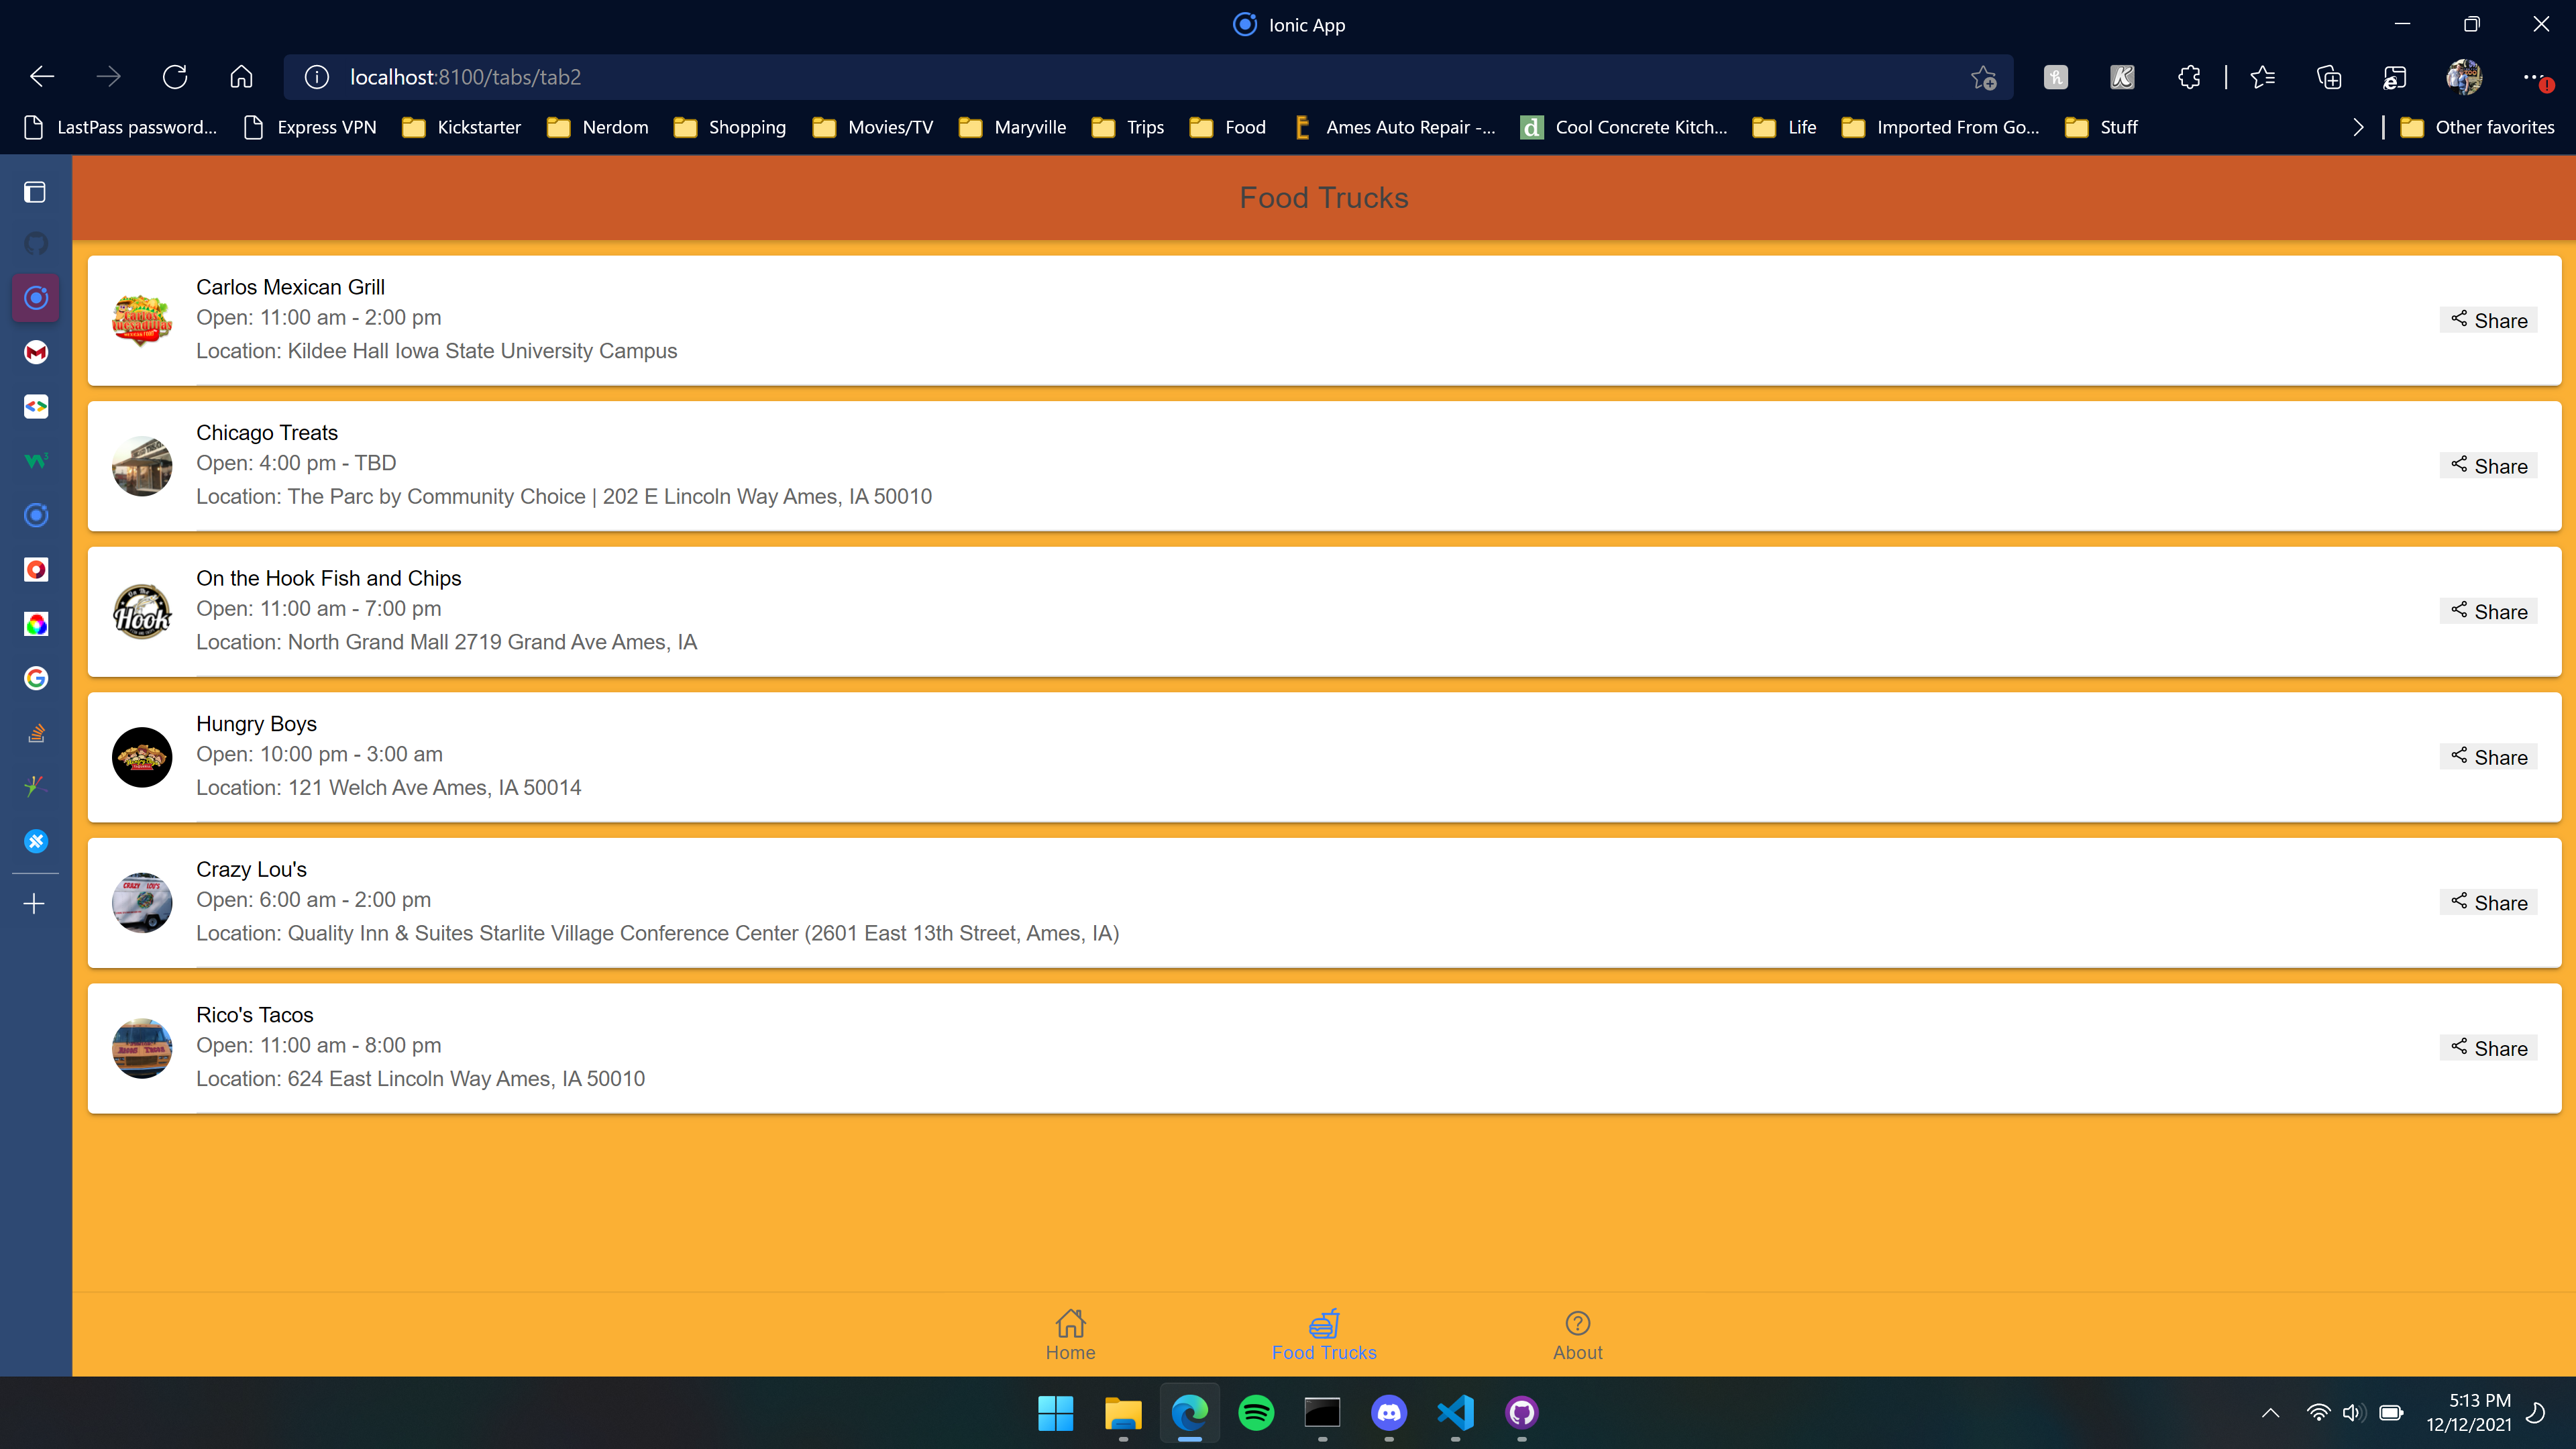 Ionic App
localhost:8100/tabs/tab2
LastPass password... Express VPN Kickstarter Nerdom Shopping Movies/TV Maryville Trips Food Ames Auto Repair -... Cool Concrete Kitch... Life Imported From Go... Stuff Other favorites
Food Trucks
Carlos Mexican Grill
Open: 11:00 am - 2:00 pm
Location: Kildee Hall Iowa State University Campus
Share
Chicago Treats
Open: 4:00 pm - TBD
Location: The Parc by Community Choice | 202 E Lincoln Way Ames, IA 50010
Share
On the Hook Fish and Chips
Open: 11:00 am - 7:00 pm
Location: North Grand Mall 2719 Grand Ave Ames, IA
Share
Hungry Boys
Open: 10:00 pm - 3:00 am
Location: 121 Welch Ave Ames, IA 50014
Share
Crazy Lou's
Open: 6:00 am - 2:00 pm
Location: Quality Inn & Suites Starlite Village Conference Center (2601 East 13th Street, Ames, IA)
Share
Rico's Tacos
Open: 11:00 am - 8:00 pm
Location: 624 East Lincoln Way Ames, IA 50010
Share
Home Food Trucks About
5:13 PM
12/12/2021